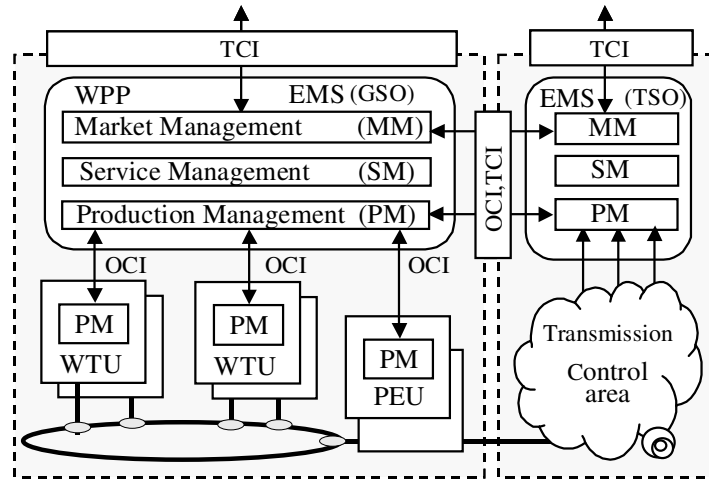 TCI
TCI
WPP EMS (GSO)
Market Management (MM)
Service Management (SM)
Production Management (PM)
OCI,TCI
EMS (TSO)
MM
SM
PM
OCI
OCI
OCI
PM
WTU
PM
WTU
PM
PEU
Transmission
Control
area